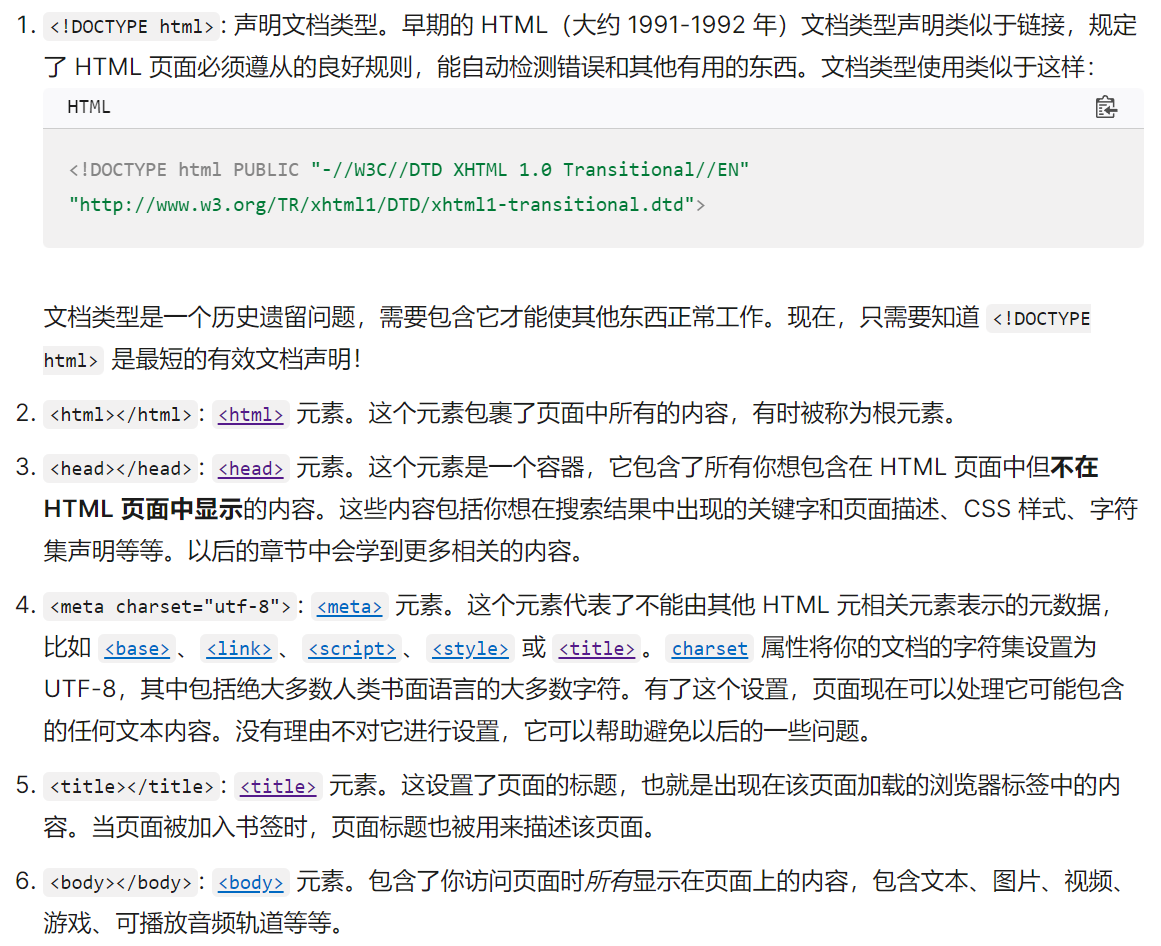 1. <!DOCTYPE html>: 声明文档类型。早期的 HTML（大约 1991-1992 年）文档类型声明类似于链接，规定
了 HTML 页面必须遵从的良好规则，能自动检测错误和其他有用的东西。文档类型使用类似于这样：
HTML
<!DOCTYPE html PUBLIC "-//W3C//DTD XHTML 1.0 Transitional//EN"
"http://www.w3.org/TR/xhtml1/DTD/xhtml1-transitional.dtd">
文档类型是一个历史遗留问题，需要包含它才能使其他东西正常工作。现在，只需要知道 <!DOCTYPE
html> 是最短的有效文档声明！
2. <html></html>: <html> 元素。这个元素包裹了页面中所有的内容，有时被称为根元素。
3. <head></head>: <head> 元素。这个元素是一个容器，它包含了所有你想包含在 HTML 页面中但不在
HTML 页面中显示的内容。这些内容包括你想在搜索结果中出现的关键字和页面描述、CSS 样式、字符
集声明等等。以后的章节中会学到更多相关的内容。
4. <meta charset="utf-8">: <meta> 元素。这个元素代表了不能由其他 HTML 元相关元素表示的元数据，
比如 <base>、<link>、<script>、<style> 或 <title>。charset 属性将你的文档的字符集设置为
UTF-8，其中包括绝大多数人类书面语言的大多数字符。有了这个设置，页面现在可以处理它可能包含
的任何文本内容。没有理由不对它进行设置，它可以帮助避免以后的一些问题。
5. <title></title>: <title> 元素。这设置了页面的标题，也就是出现在该页面加载的浏览器标签中的内
容。当页面被加入书签时，页面标题也被用来描述该页面。
6. <body></body>: <body> 元素。包含了你访问页面时所有显示在页面上的内容，包含文本、图片、视频、
游戏、可播放音频轨道等等。